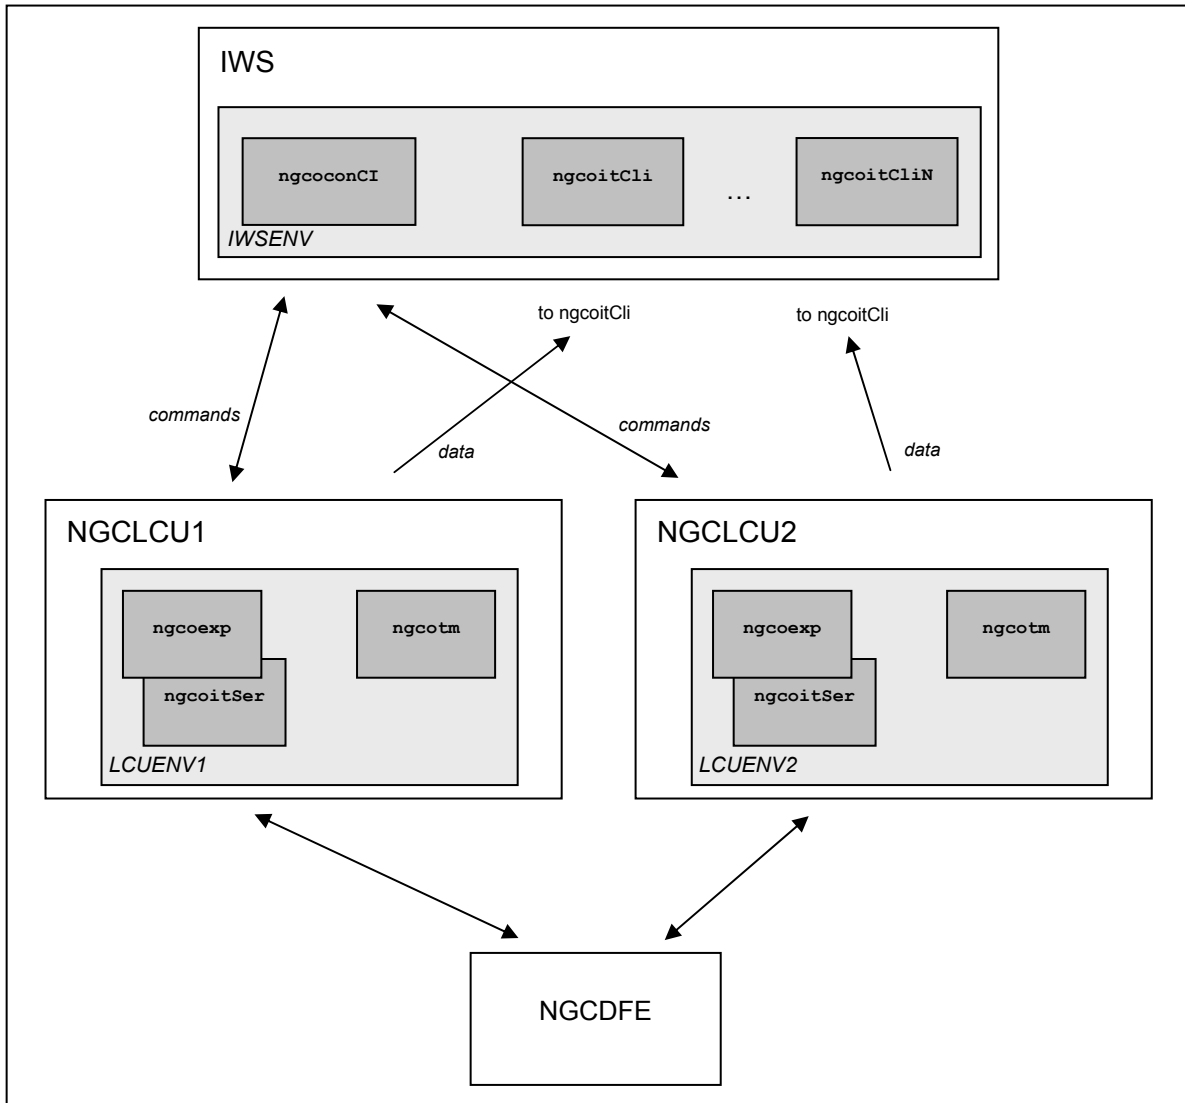 IWS
ngcoconCI
ngcoitCli
...
ngcoitCliN
IWSENV
to ngcoitCli
to ngcoitCli
commands
commands
data
data
NGCLCU1
ngcoexp
ngcotm
ngcoitSer
LCUENV1
NGCLCU2
ngcoexp
ngcotm
ngcoitSer
LCUENV2
NGCDFE